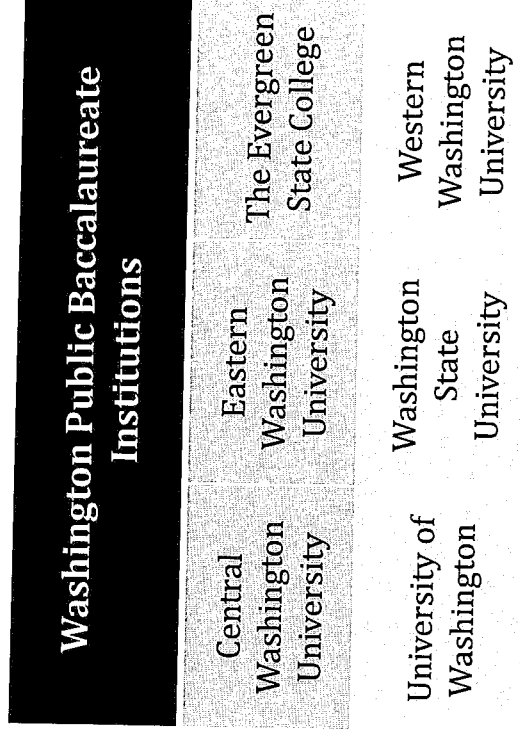 Washington Public Baccalaureate
Institutions
Central
Washington
University
Eastern
Washington
University
The Evergreen
State College
University of
Washington
Washington
State
University
Western
Washington
University